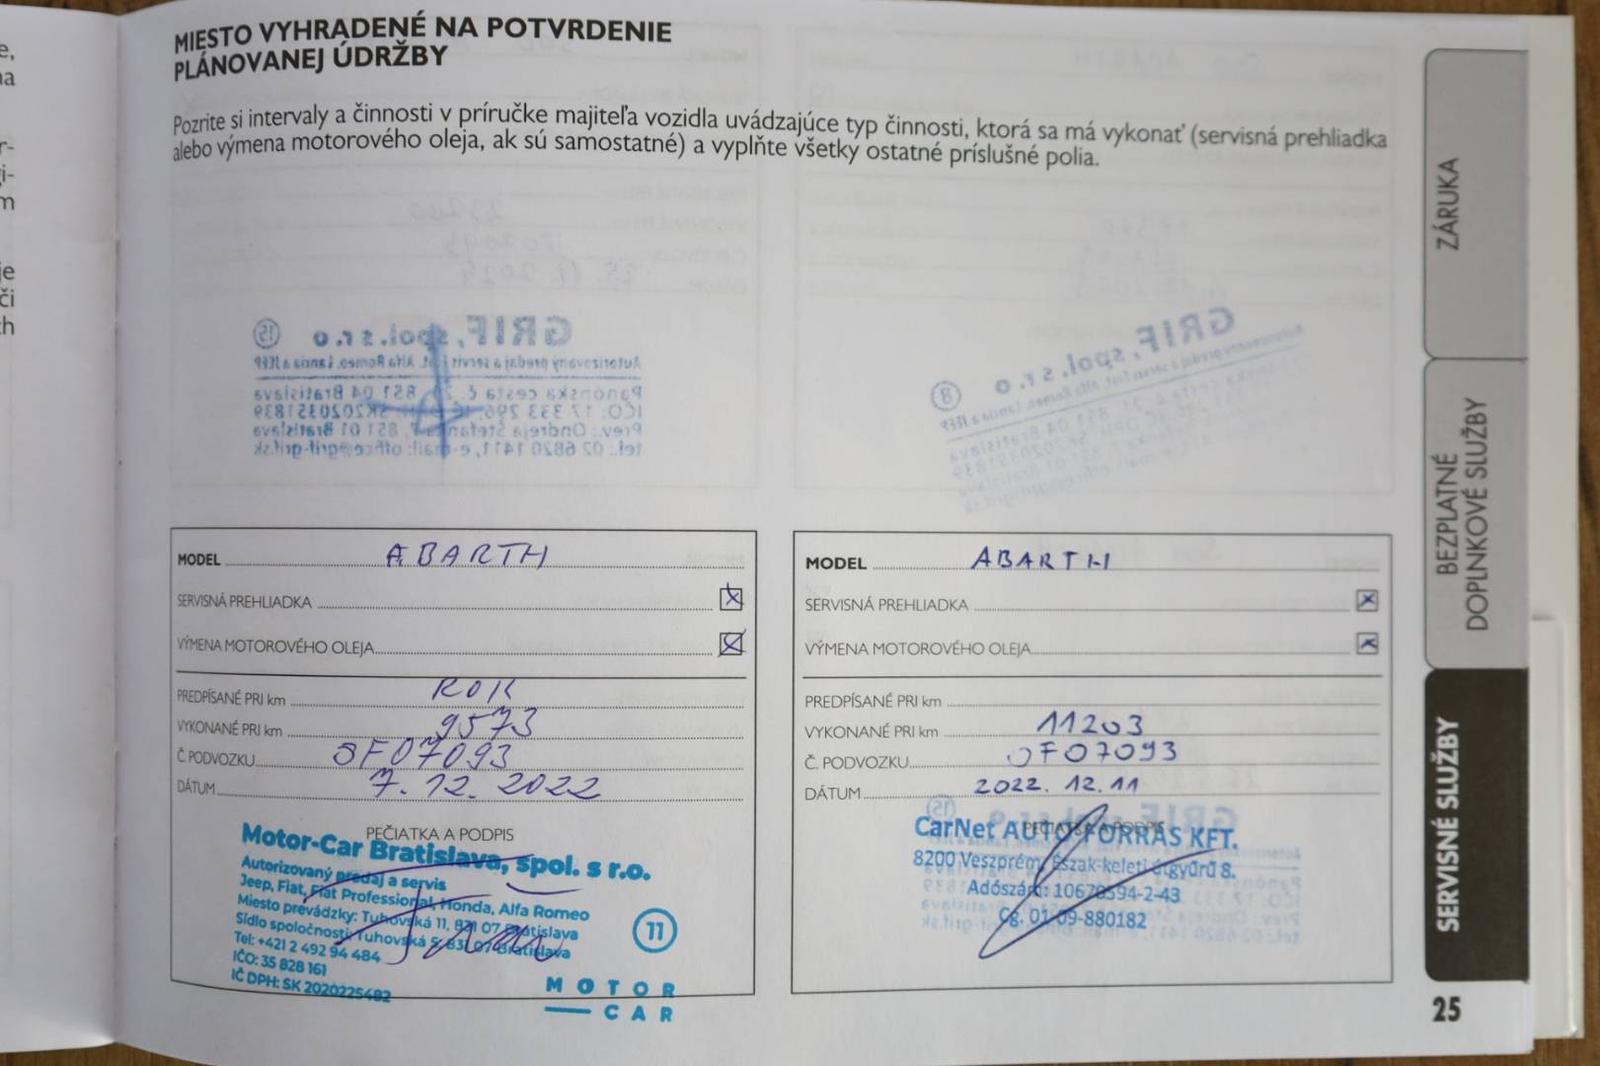 MIESTO VYHRADENÉ NA POTVRDENIE
PLÁNOVANEJ ÚDRŽBY
Pozrite si intervaly a činnosti v príručke majiteľa vozidla uvádzajúce typ činnosti, ktorá sa má vykonať (servisná prehliadka
alebo výmena motorového oleja, ak sú samostatné) a vyplňte všetky ostatné príslušné polia.
MODEL ABARTH
SERVISNÁ PREHLIADKA
VÝMENA MOTOROVÉHO OLEJA
PREDPÍSANÉ PRI km ROK
VYKONANÉ PRI km 9573
Č PODVOZKU JF07093
DÁTUM 7.12.2022
PEČIATKA A PODPIS
Motor-Car Bratislava, spol. s r.o.
Autorizovaný predaj a servis
Jeep, Fiat, Fiat Professional, Honda, Alfa Romeo
Miesto prevádzky: Tuhovská 11, 831 07 Bratislava
Sídlo spoločnosti: Tuhovská 5, 831 07 Bratislava
Tel: +421 2 492 94 484
IČO: 35 828 161
IČ DPH: SK 2020225482
11
MOTOR
CAR
MODEL ABARTH
SERVISNÁ PREHLIADKA
VÝMENA MOTOROVÉHO OLEJA
PREDPÍSANÉ PRI km
VYKONANÉ PRI km 11203
Č. PODVOZKU JF07093
DÁTUM 2022.12.11
PEČIATKA A PODPIS
CarNet AUTOFORRÁS KFT.
8200 Veszprém, Észak-keleti útgyűrű 8.
Adószám: 10670594-2-43
Cg. 01-09-880182
ZÁRUKA
BEZPLATNÉ
DOPLNKOVÉ SLUŽBY
SERVISNÉ SLUŽBY
25